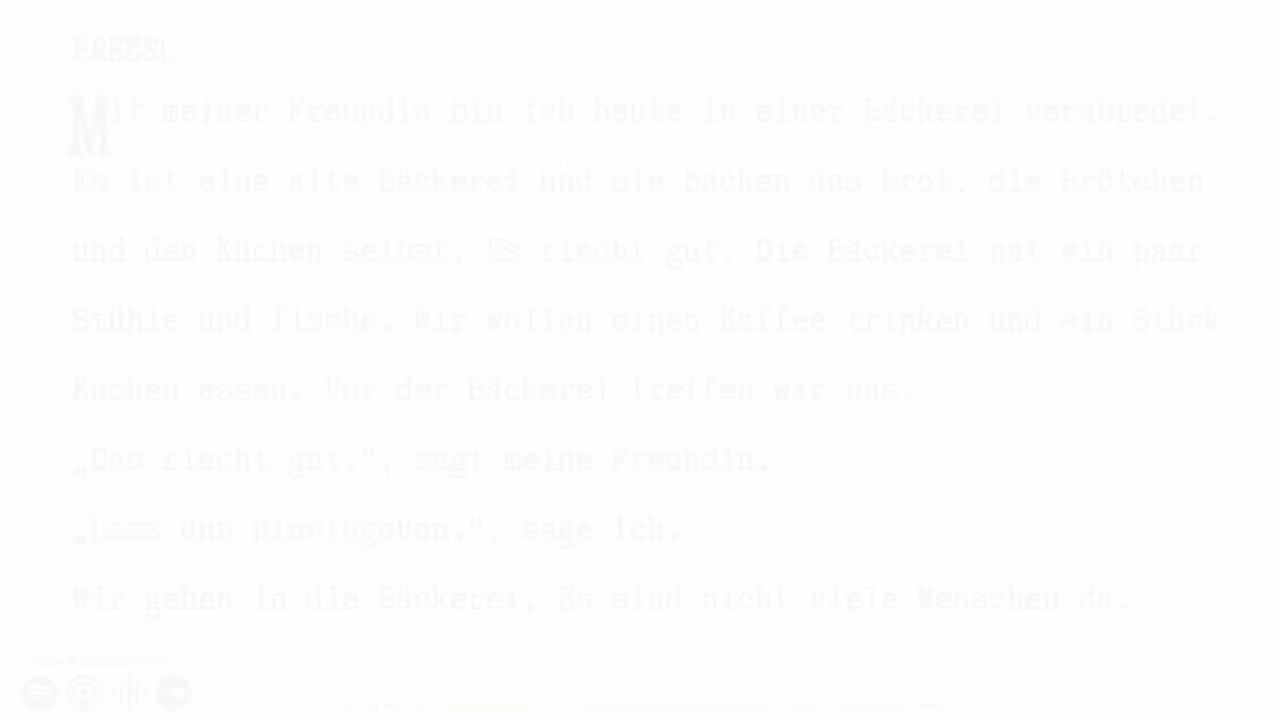 BREZEL
Mit meiner Freundin bin ich heute in einer Bäckerei verabredet.
Es ist eine alte Bäckerei und sie backen das Brot, die Brötchen
und den Kuchen selbst. Es riecht gut. Die Bäckerei hat ein paar
Stühle und Tische. Wir wollen einen Kaffee trinken und ein Stück
Kuchen essen. Vor der Bäckerei treffen wir uns.
„Das riecht gut.", sagt meine Freundin.
„Lass uns hineingehen.", sage ich.
Wir gehen in die Bäckerei. Es sind nicht viele Menschen da.